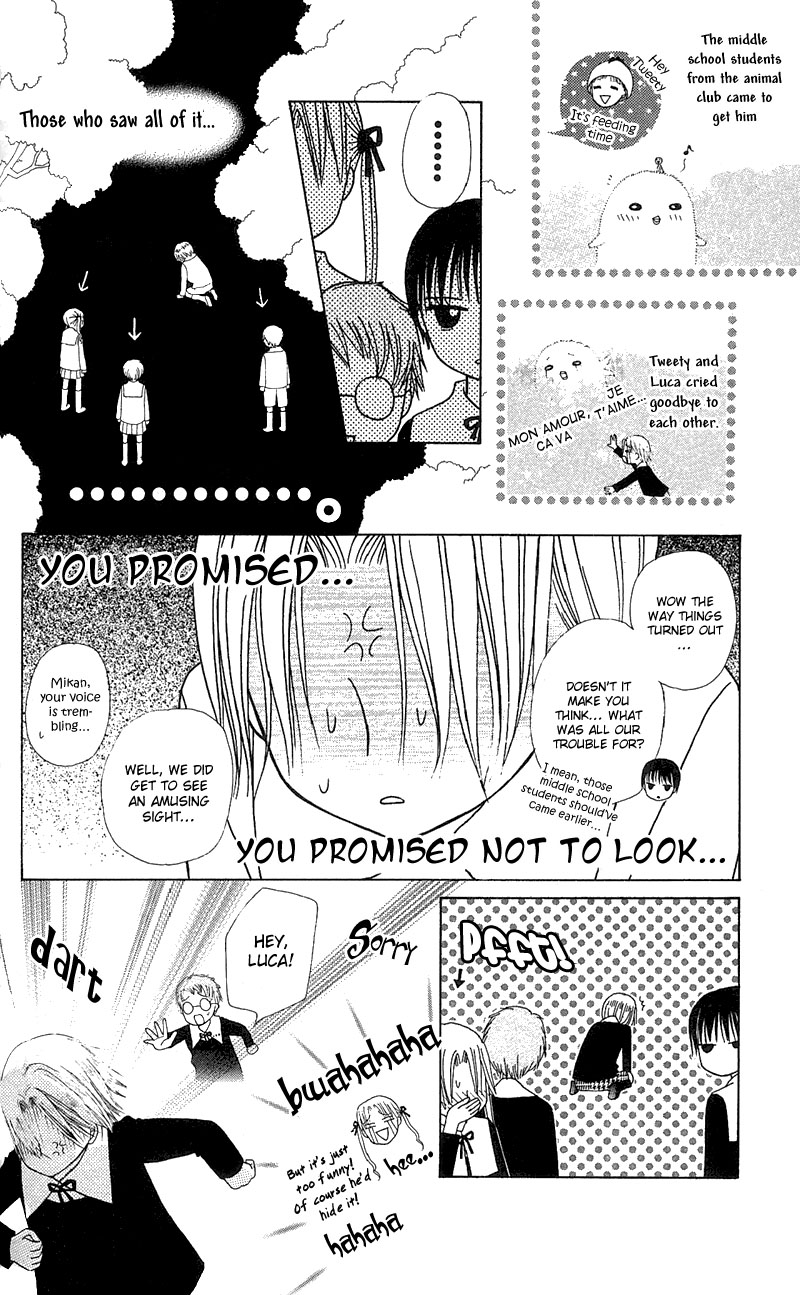 The middle
school students
from the animal
club came to
get him
Hey
Tweety
It's feeding
time
Tweety and
Luca cried
goodbye to
each other.
MON AMOUR, JE
CA VA T'AIME...
Those who saw all of it...
YOU PROMISED...
WOW THE
WAY THINGS
TURNED OUT
...
DOESN'T IT
MAKE YOU
THINK... WHAT
WAS ALL OUR
TROUBLE FOR?
I mean, those
middle school
students should've
came earlier...
Mikan,
your voice
is trem-
bling...
WELL, WE DID
GET TO SEE
AN AMUSING
SIGHT...
YOU PROMISED NOT TO LOOK...
Pfft!
Sorry
HEY,
LUCA!
dart
bwahahaha
But it's just
too funny!
Of course he'd
hide it!
hee...
hahaha